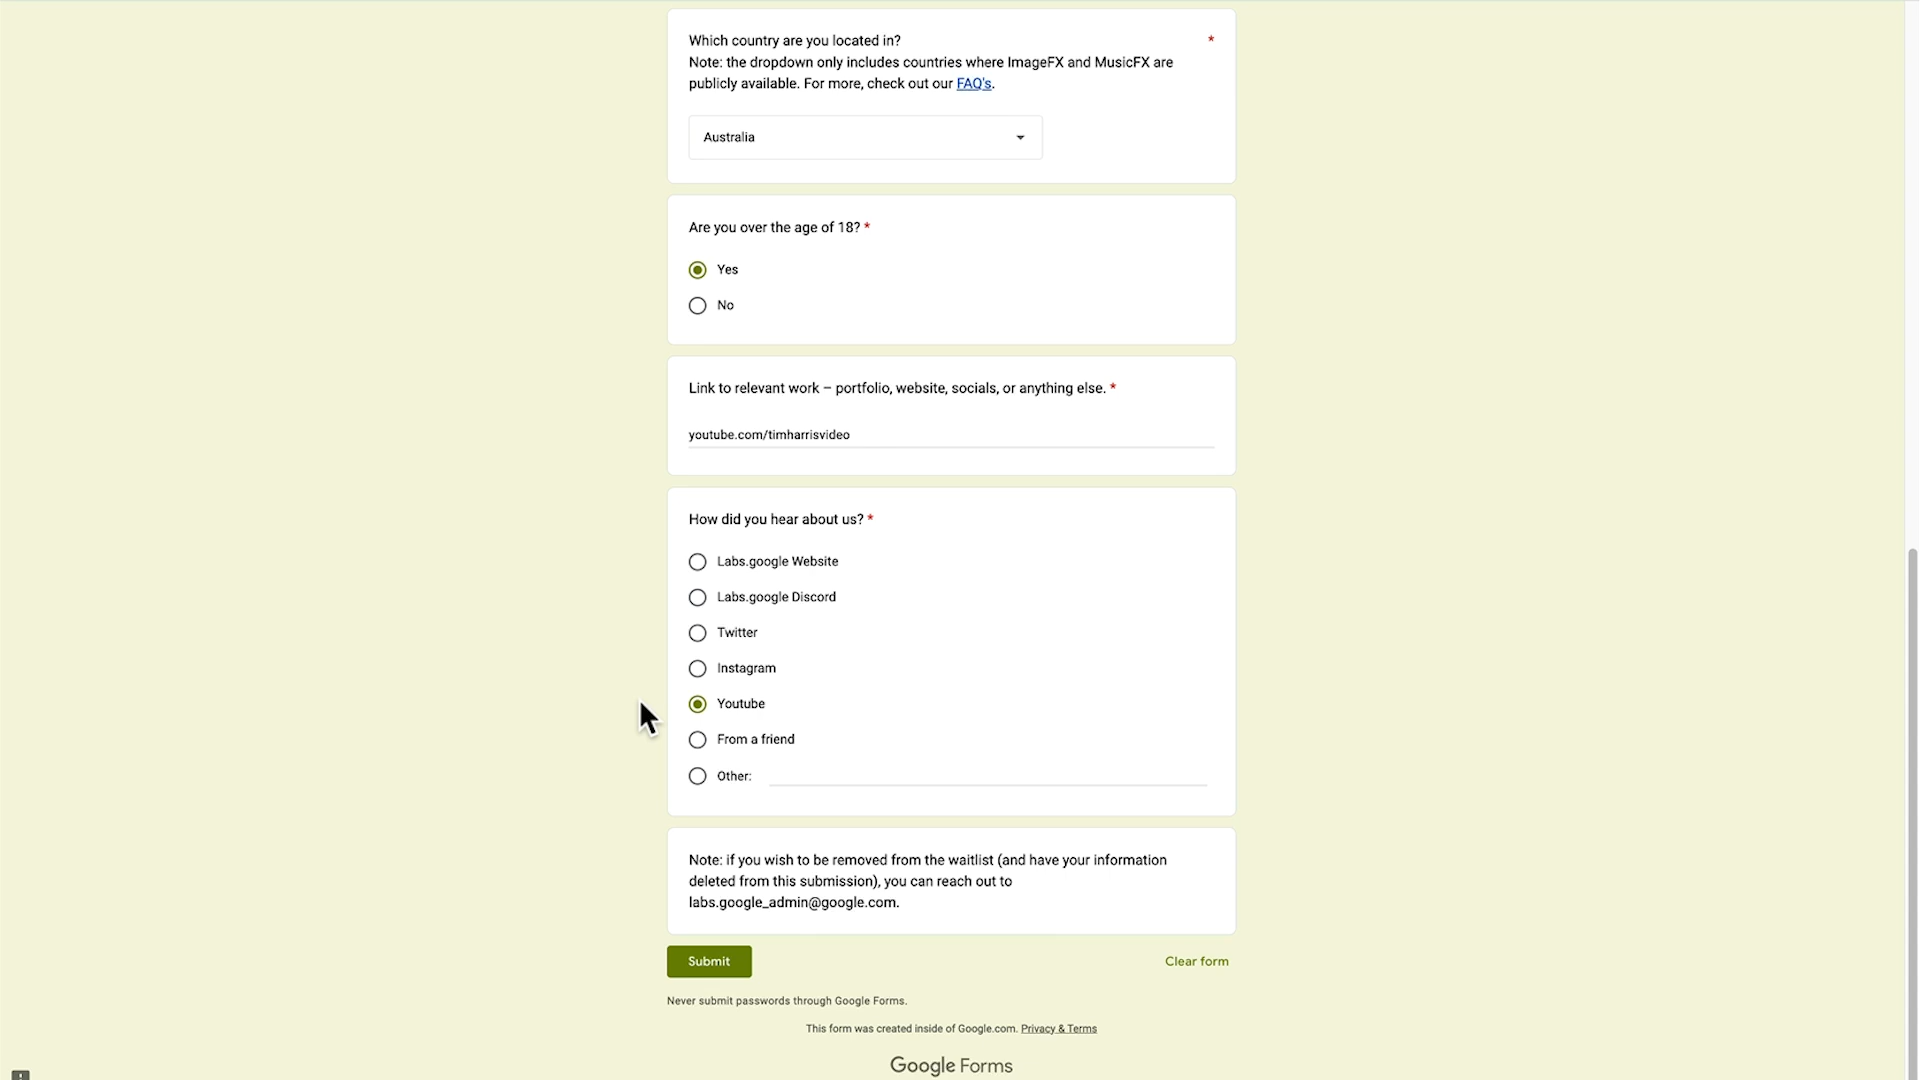 Which country are you located in? *
Note: the dropdown only includes countries where ImageFX and MusicFX are
publicly available. For more, check out our FAQ's.
Australia
Are you over the age of 18? *
Yes
No
Link to relevant work – portfolio, website, socials, or anything else. *
youtube.com/timharrisvideo
How did you hear about us? *
Labs.google Website
Labs.google Discord
Twitter
Instagram
Youtube
From a friend
Other:
Note: if you wish to be removed from the waitlist (and have your information
deleted from this submission), you can reach out to
labs.google_admin@google.com.
Submit
Clear form
Never submit passwords through Google Forms.
This form was created inside of Google.com. Privacy & Terms
Google Forms